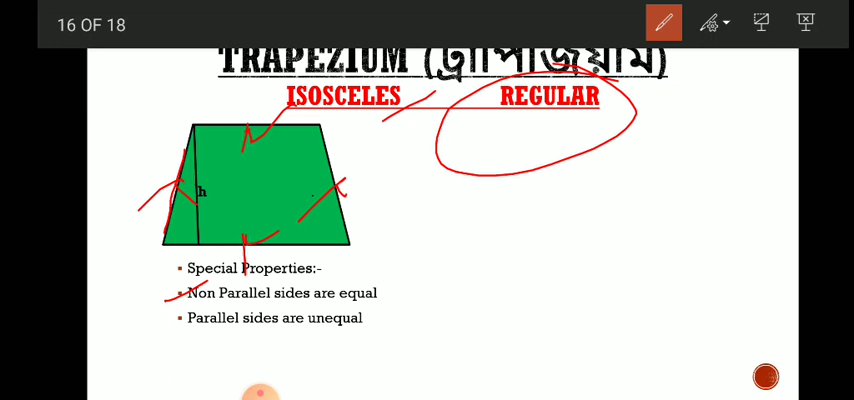 16 OF 18
TRAPEZIUM (ট্রাপিজিয়াম)
ISOSCELES REGULAR
h
Special Properties:-
Non Parallel sides are equal
Parallel sides are unequal